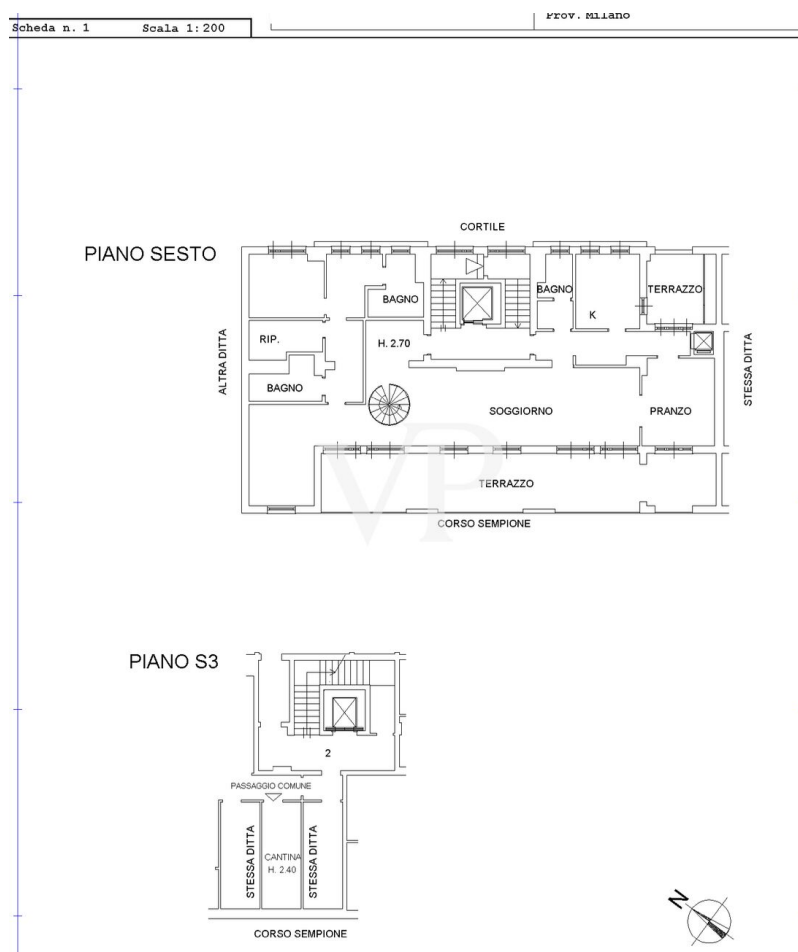 Prov. Milano
Scheda n. 1 Scala 1:200
CORTILE
PIANO SESTO
BAGNO
BAGNO
TERRAZZO
K
RIP.
H. 2.70
ALTRA DITTA
STESSA DITTA
BAGNO
SOGGIORNO
PRANZO
VP
TERRAZZO
CORSO SEMPIONE
PIANO S3
2
PASSAGGIO COMUNE
STESSA DITTA
CANTINA
H. 2.40
STESSA DITTA
N
CORSO SEMPIONE